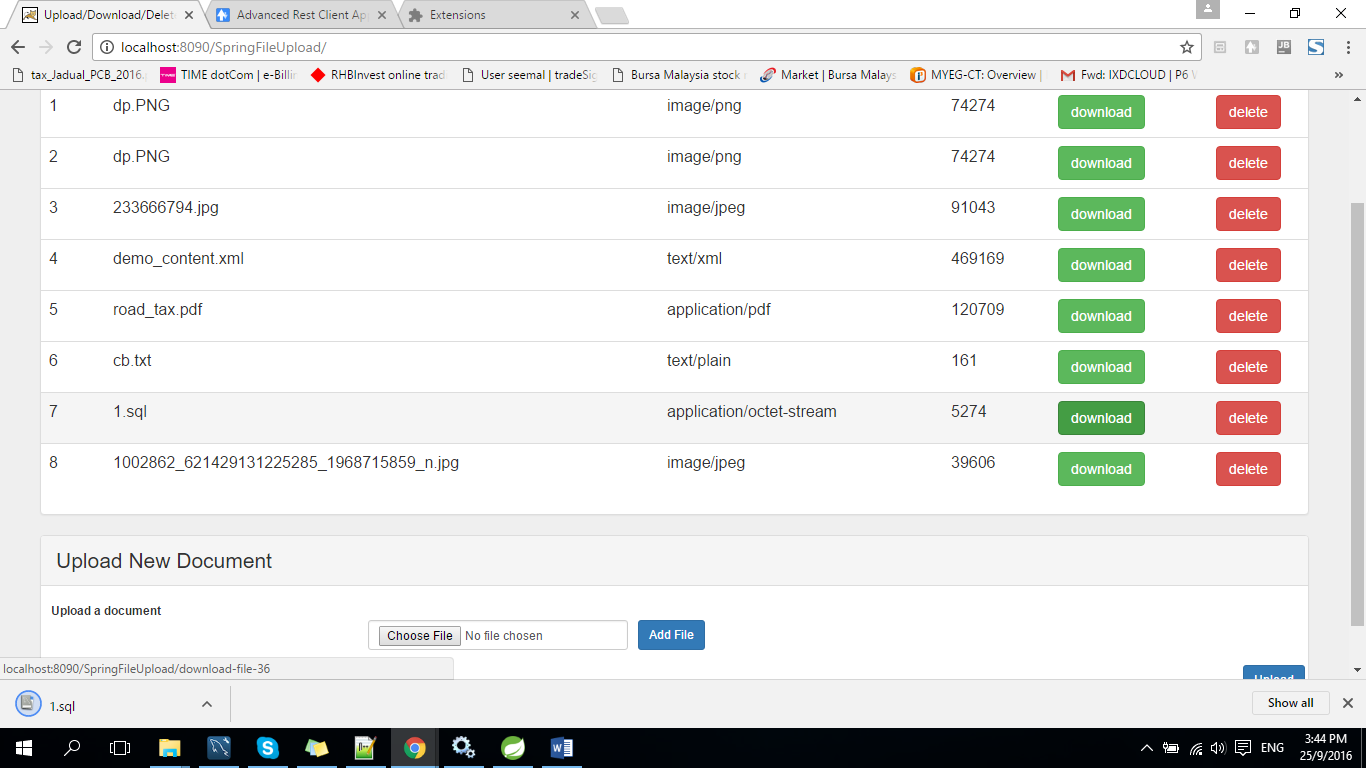 Upload/Download/Delet
Advanced Rest Client Ap
Extensions
localhost:8090/SpringFileUpload/
tax_Jadual_PCB_2016.
TIME dotCom | e-Billin
RHBInvest online trad
User seemal | tradeSig
Bursa Malaysia stock
Market | Bursa Malays
MYEG-CT: Overview |
Fwd: IXDCLOUD | P6 W
»
1 dp.PNG image/png 74274 download delete
2 dp.PNG image/png 74274 download delete
3 233666794.jpg image/jpeg 91043 download delete
4 demo_content.xml text/xml 469169 download delete
5 road_tax.pdf application/pdf 120709 download delete
6 cb.txt text/plain 161 download delete
7 1.sql application/octet-stream 5274 download delete
8 1002862_621429131225285_1968715859_n.jpg image/jpeg 39606 download delete
Upload New Document
Upload a document
Choose File No file chosen Add File
Upload
localhost:8090/SpringFileUpload/download-file-36
1.sql
Show all
ENG
3:44 PM
25/9/2016